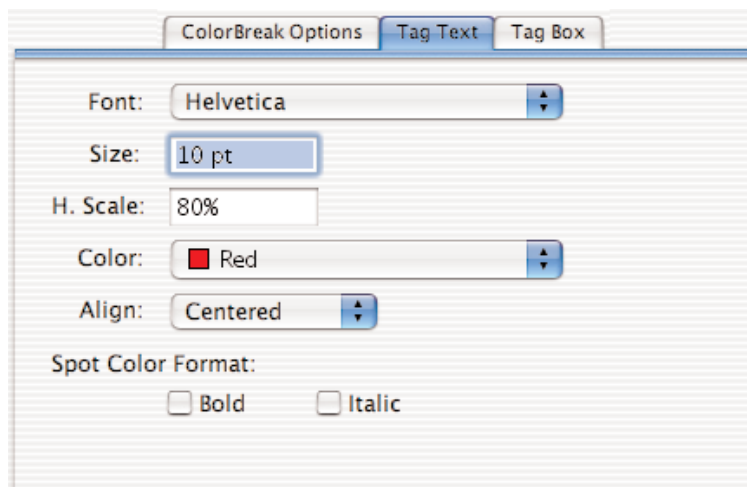 ColorBreak Options Tag Text Tag Box
Font: Helvetica
Size: 10 pt
H. Scale: 80%
Color: Red
Align: Centered
Spot Color Format:
Bold Italic